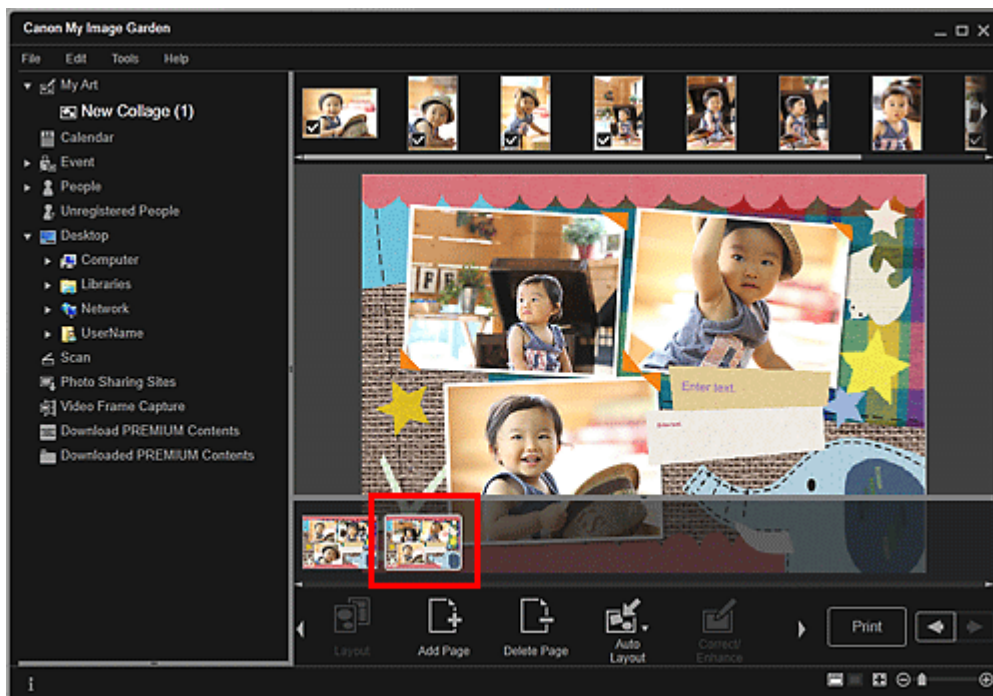 Canon My Image Garden
File Edit Tools Help
My Art
New Collage (1)
Calendar
Event
People
Unregistered People
Desktop
Computer
Libraries
Network
UserName
Scan
Photo Sharing Sites
Video Frame Capture
Download PREMIUM Contents
Downloaded PREMIUM Contents
Enter text.
Enter text.
Layout
Add Page
Delete Page
Auto
Layout
Correct/
Enhance
Print